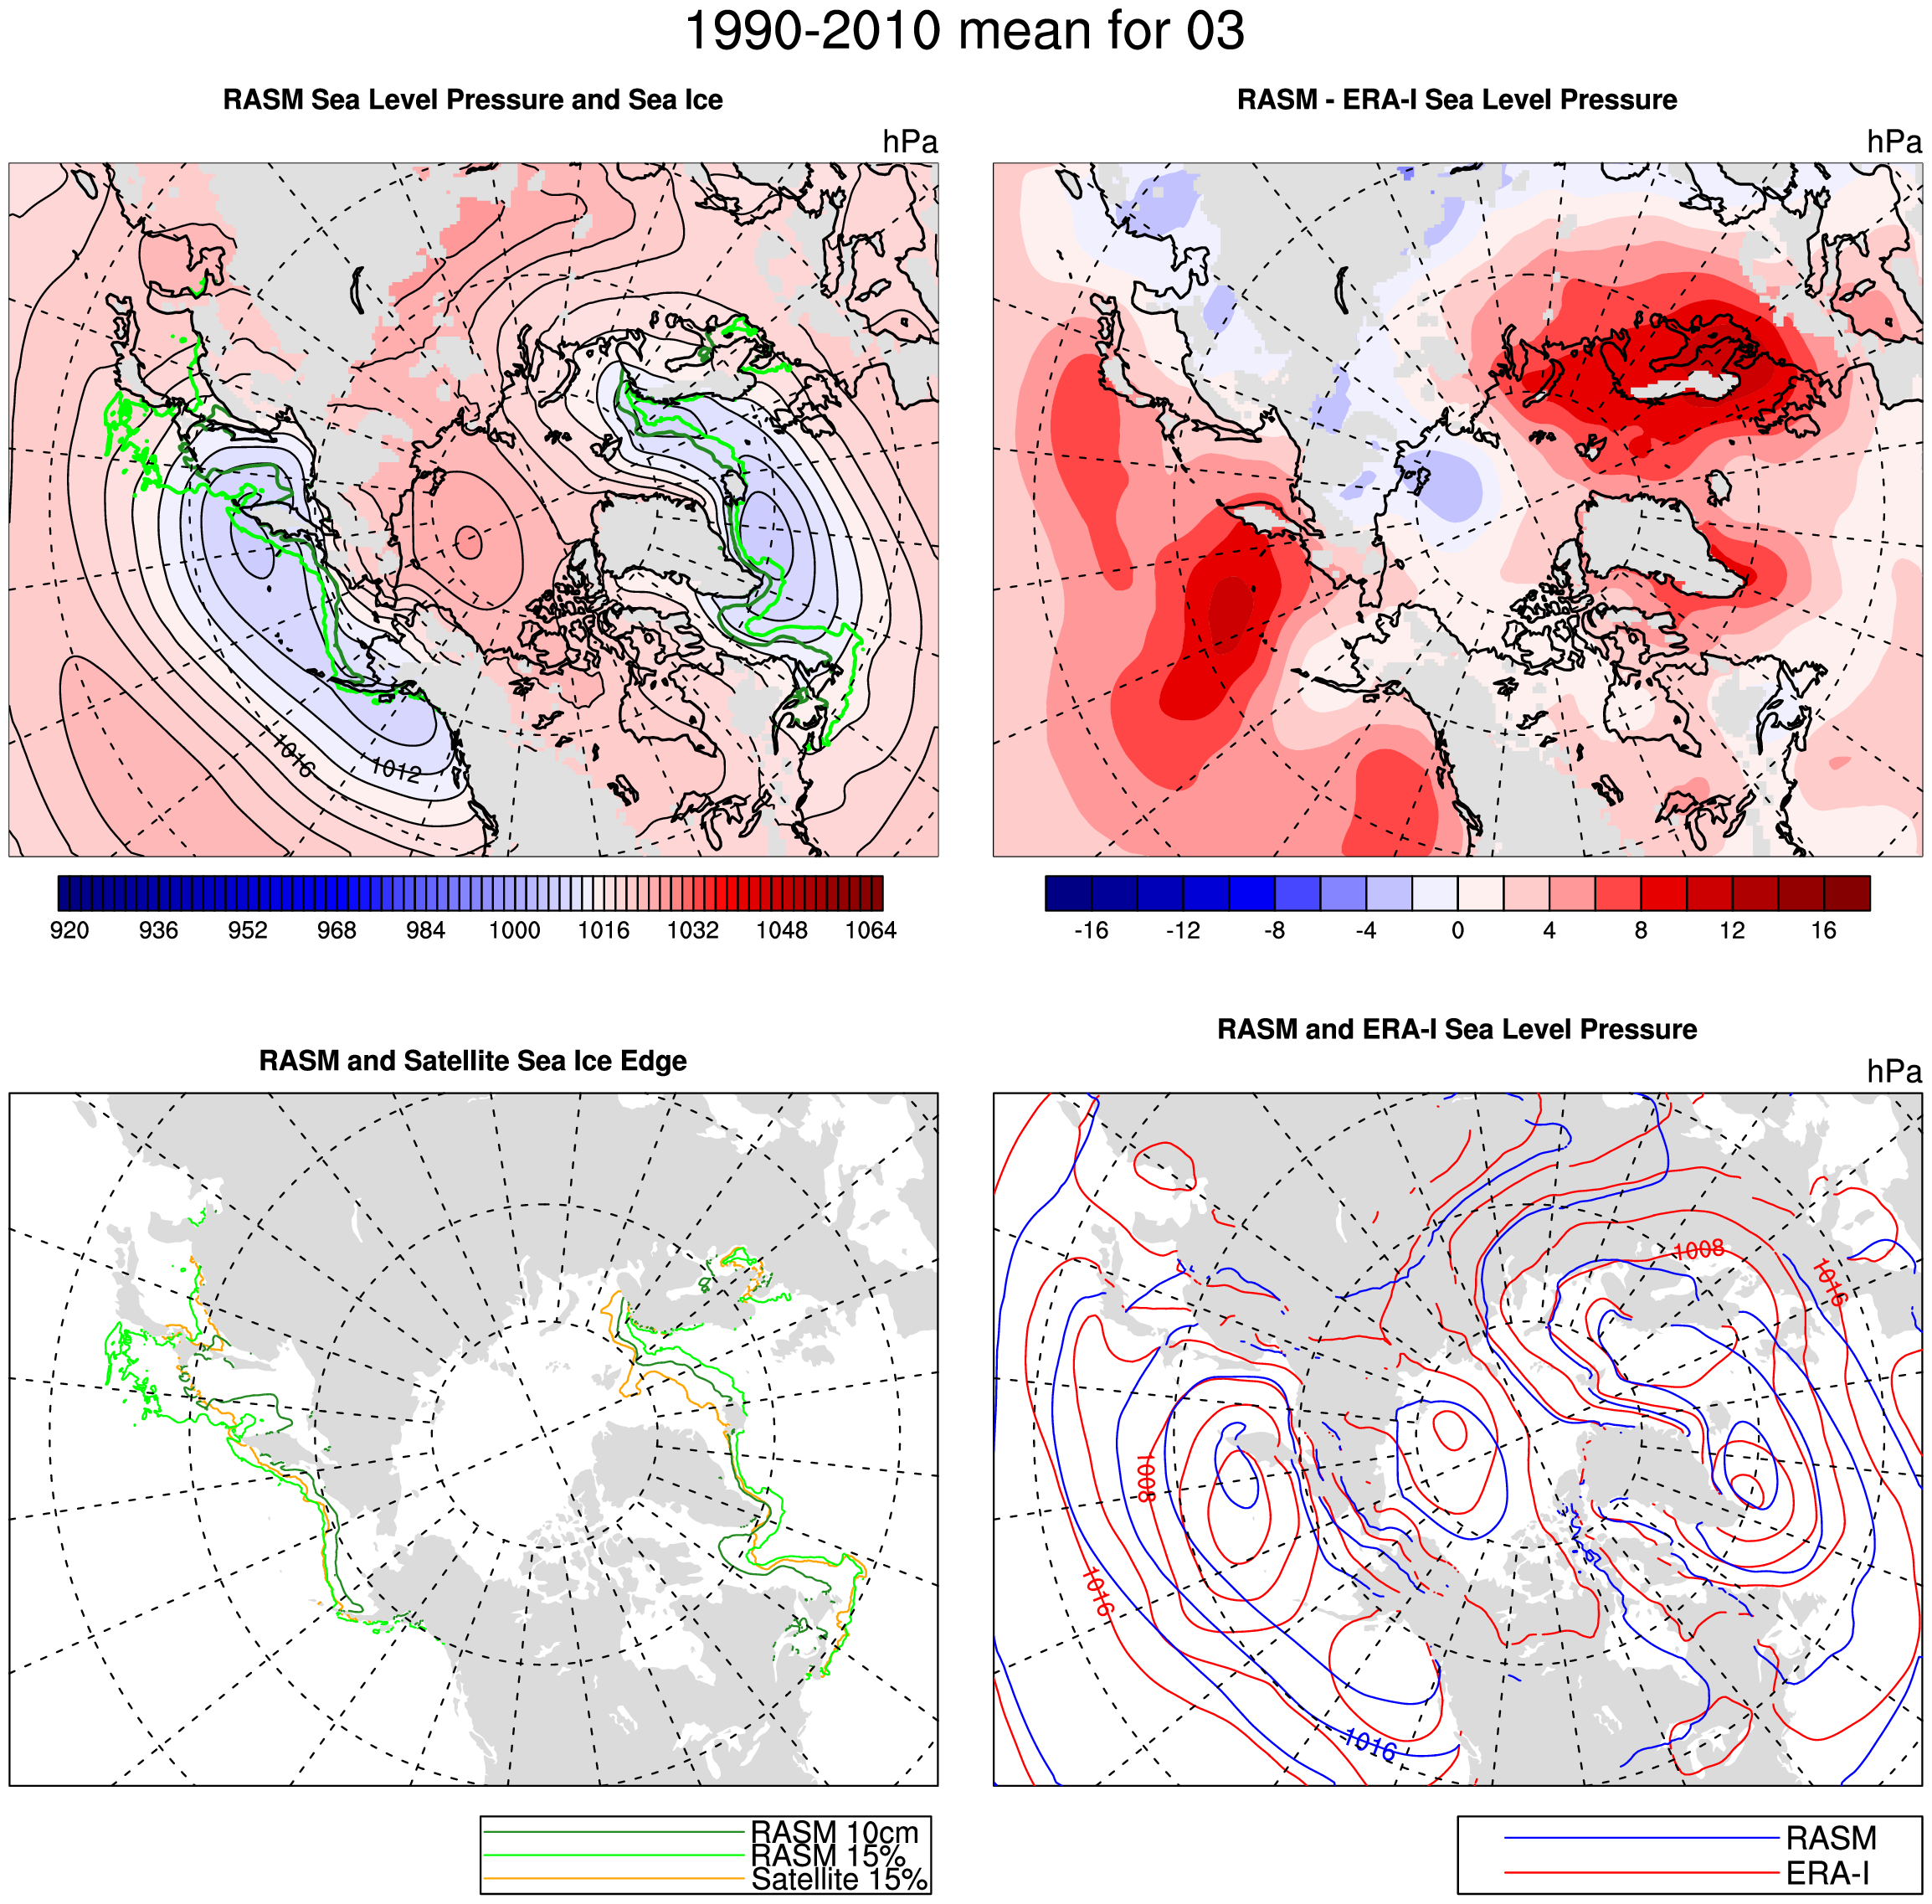 1990-2010 mean for 03
RASM Sea Level Pressure and Sea Ice
hPa
1016
1012
920 936 952 968 984 1000 1016 1032 1048 1064
RASM - ERA-I Sea Level Pressure
hPa
-16 -12 -8 -4 0 4 8 12 16
RASM and Satellite Sea Ice Edge
RASM 10cm
RASM 15%
Satellite 15%
RASM and ERA-I Sea Level Pressure
hPa
1008
1016
1008
1016
1016
RASM
ERA-I